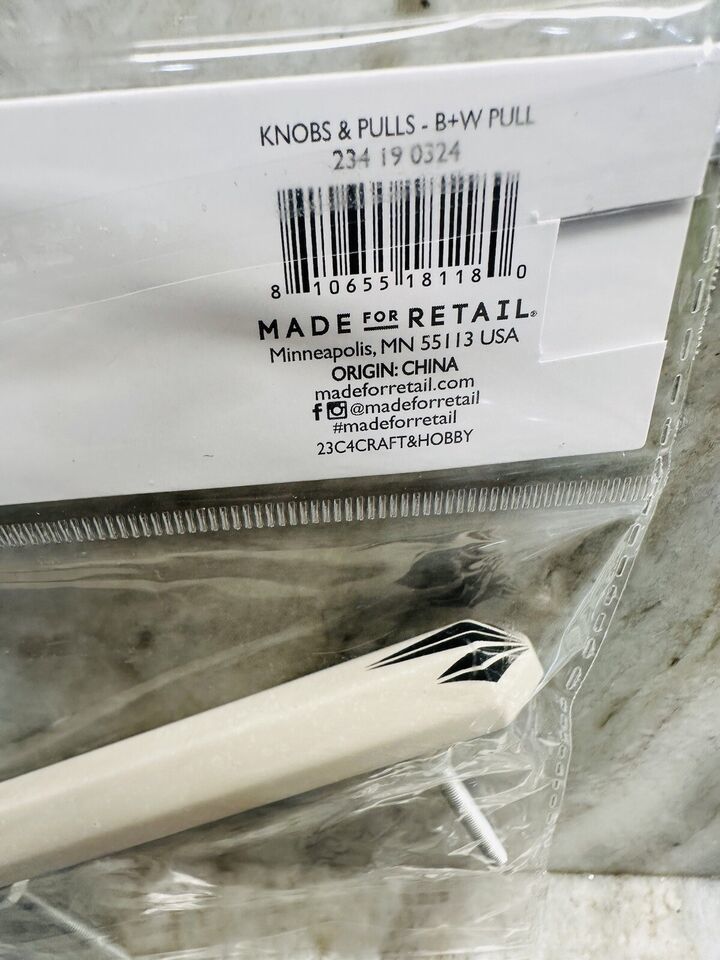 KNOBS & PULLS - B+W PULL
234 19 0324
8 10655 18118 0
MADE FOR RETAIL®
Minneapolis, MN 55113 USA
ORIGIN: CHINA
madeforretail.com
@madeforretail
#madeforretail
23C4CRAFT&HOBBY